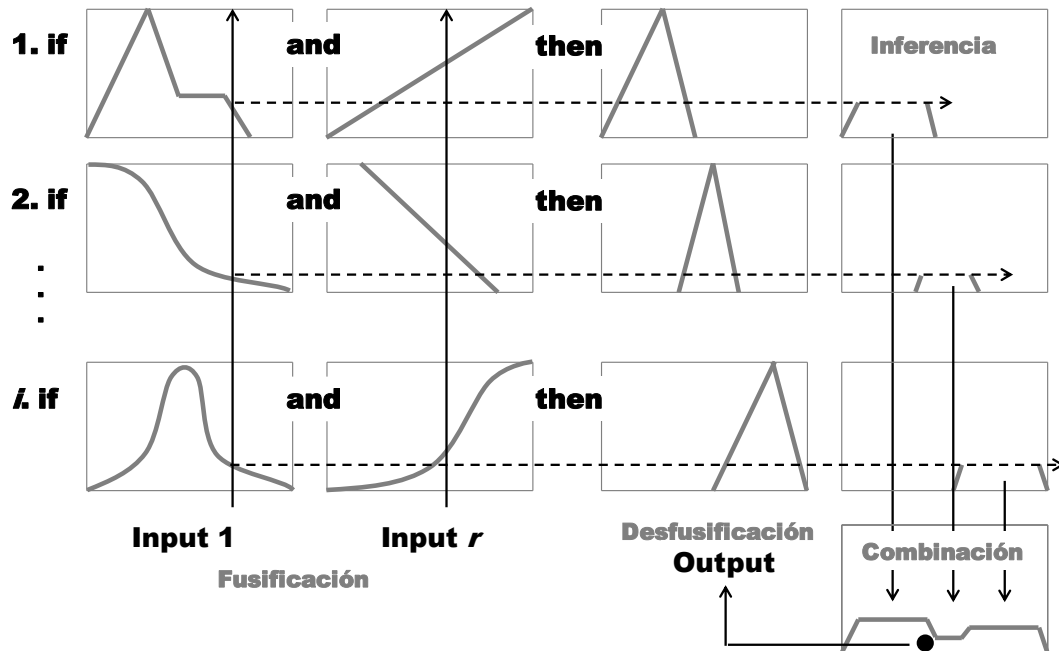 1. if and then Inferencia
2. if and then
i. if and then
Input 1 Input r
Fusificación
Desfusificación
Output
Combinación